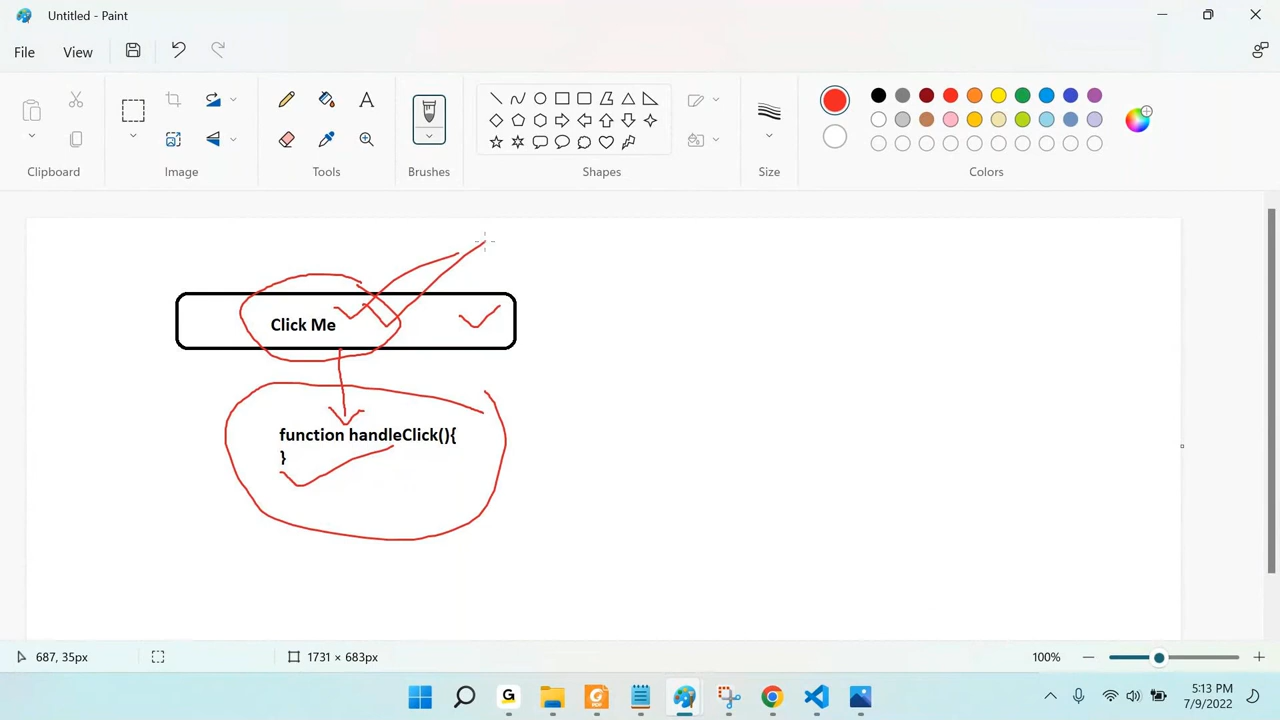 Untitled - Paint
File
View
Clipboard
Image
Tools
Brushes
Shapes
Size
Colors
Click Me
function handleClick(){
}
687, 35px
1731 × 683px
100%
5:13 PM
7/9/2022